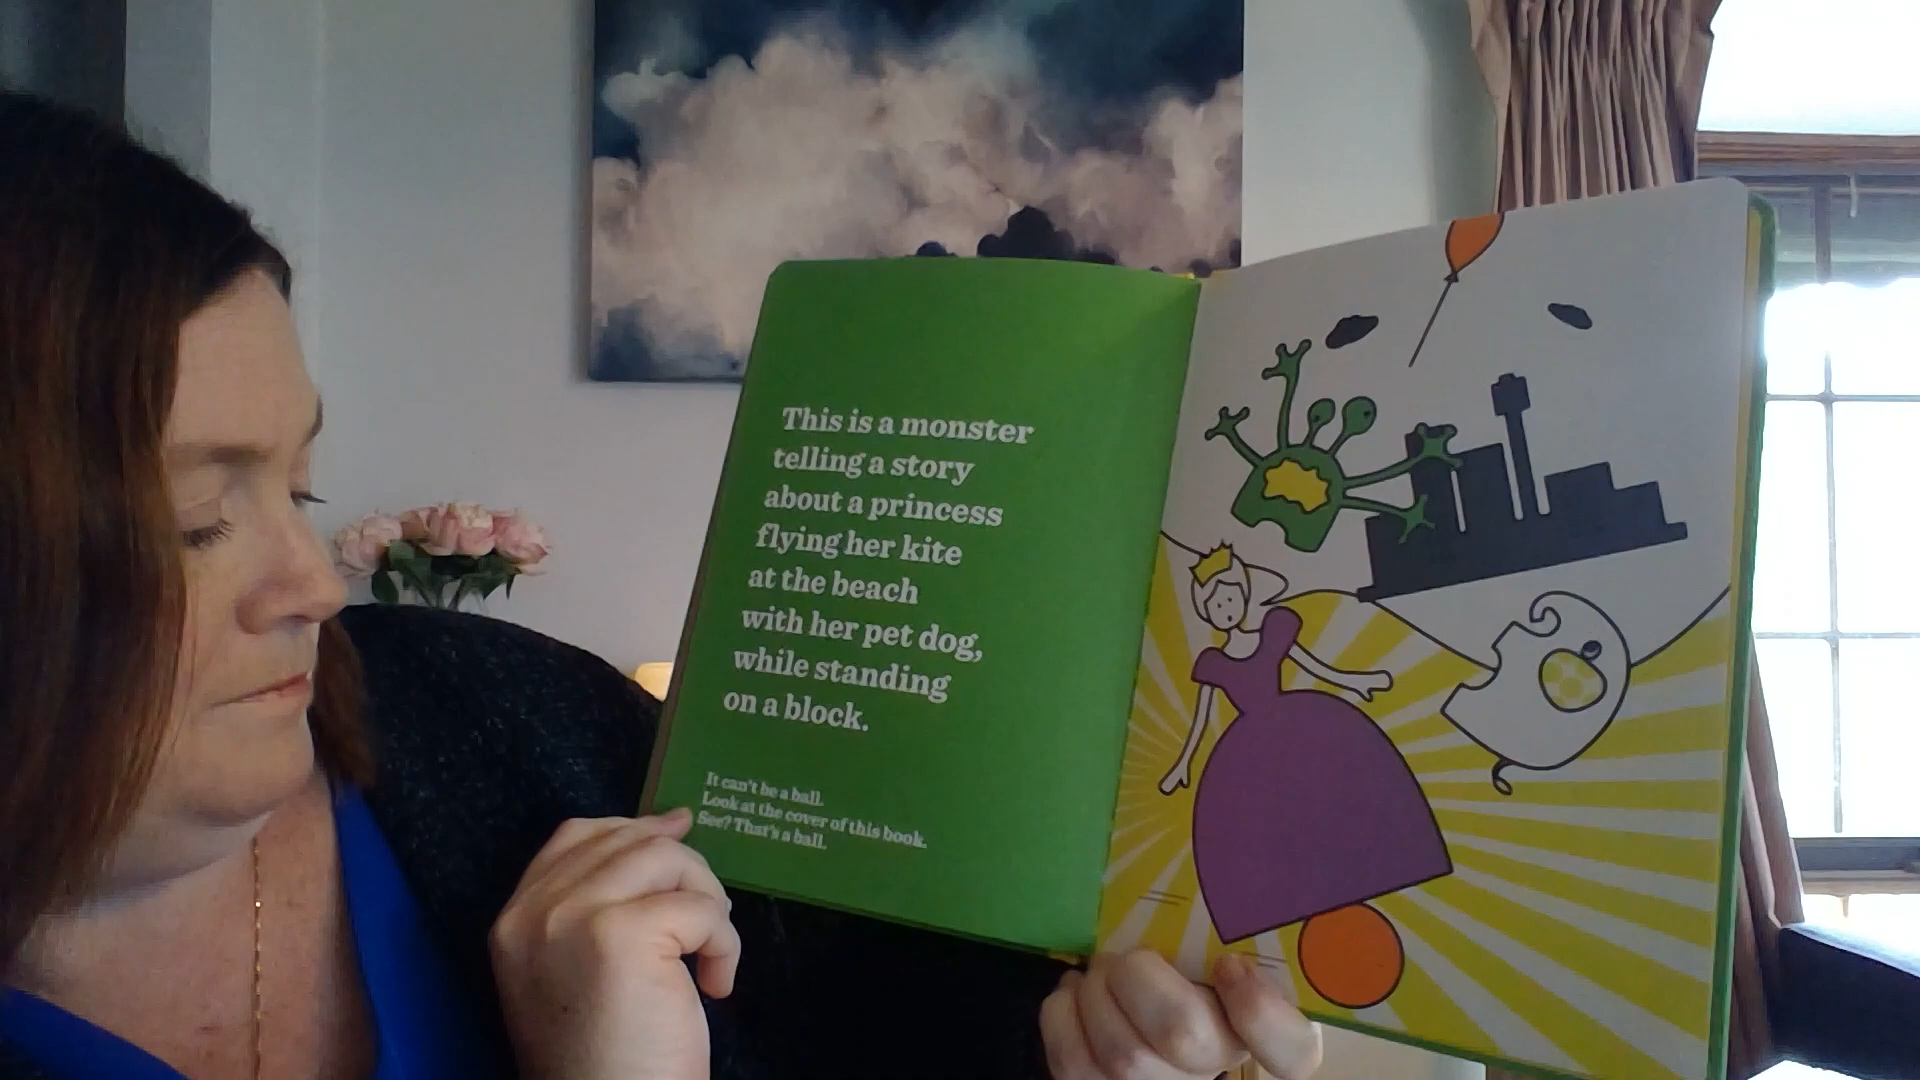 This is a monster
telling a story
about a princess
flying her kite
at the beach
with her pet dog,
while standing
on a block.
It can't be a ball.
Look at the cover of this book.
See? That's a ball.